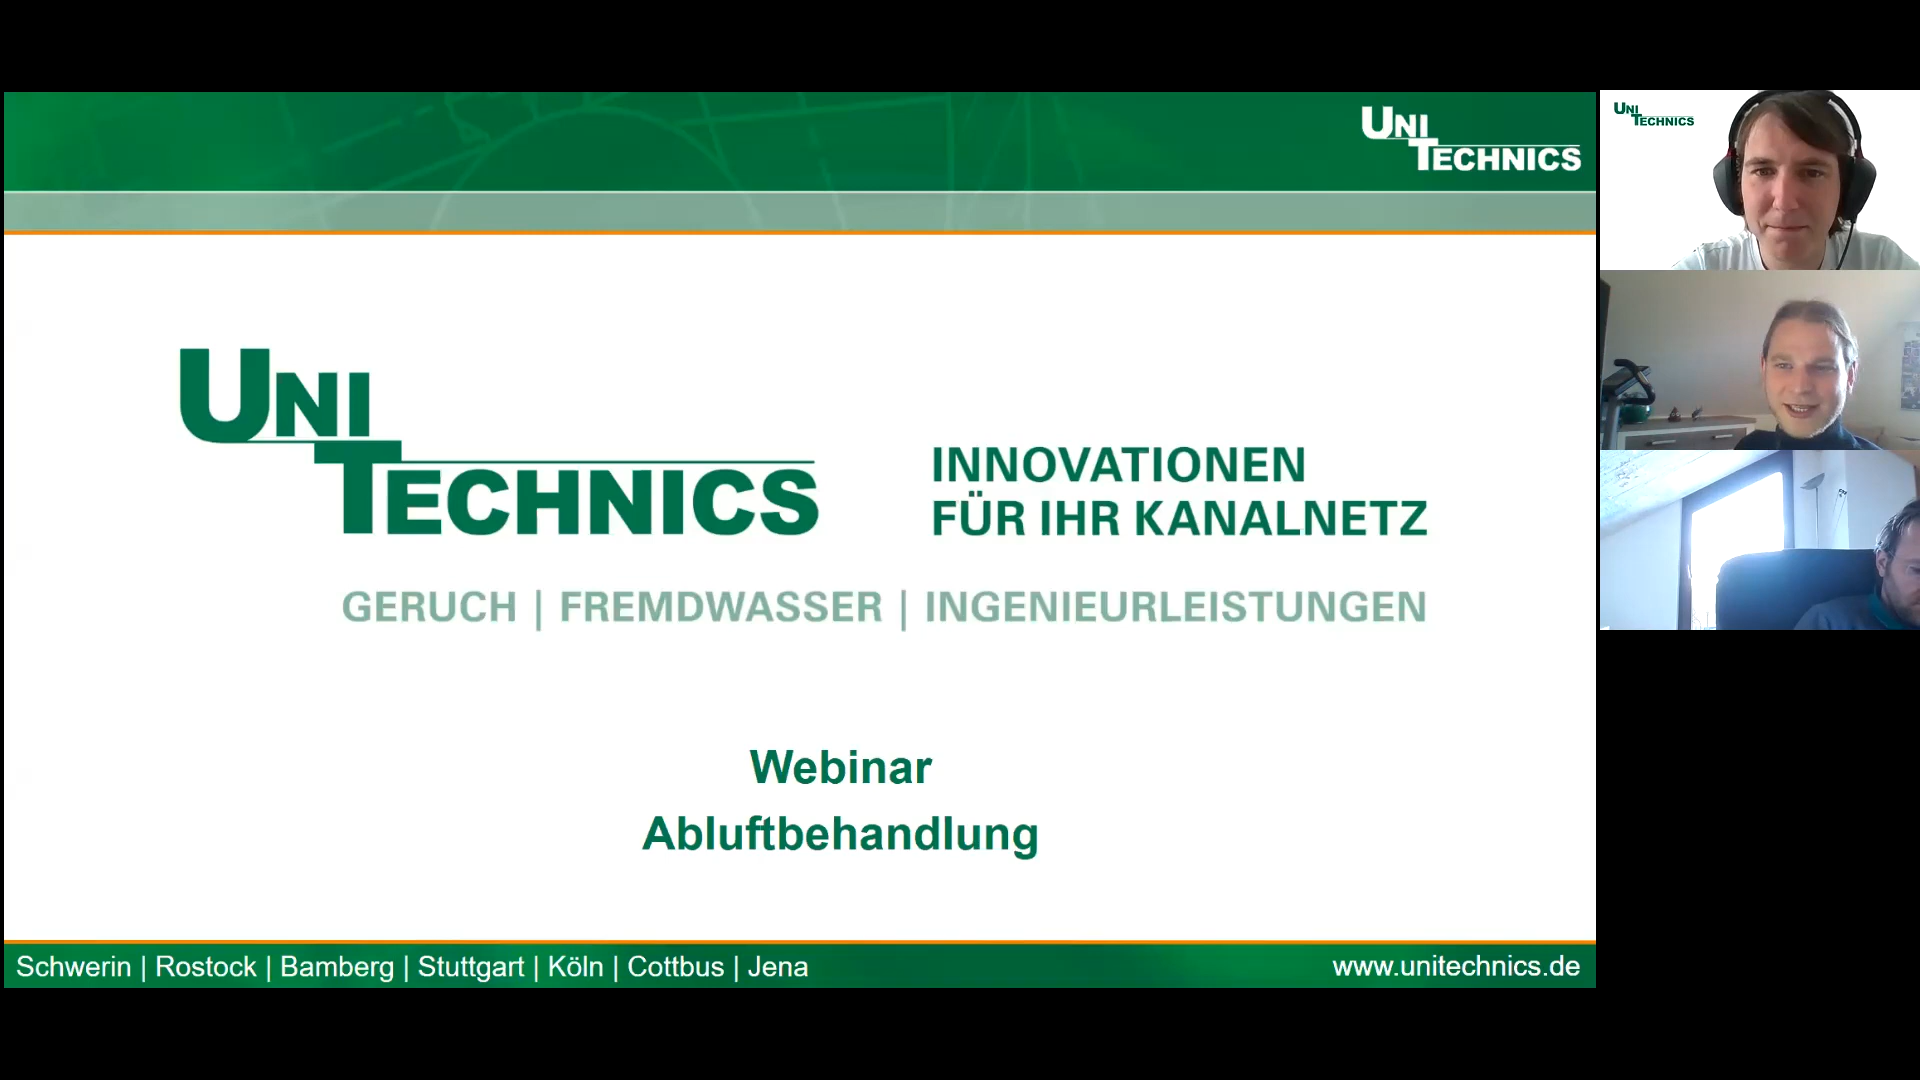 UNI
TECHNICS
UNI
TECHNICS
UNI
TECHNICS
INNOVATIONEN
FÜR IHR KANALNETZ
GERUCH | FREMDWASSER | INGENIEURLEISTUNGEN
Webinar
Abluftbehandlung
Schwerin | Rostock | Bamberg | Stuttgart | Köln | Cottbus | Jena
www.unitechnics.de